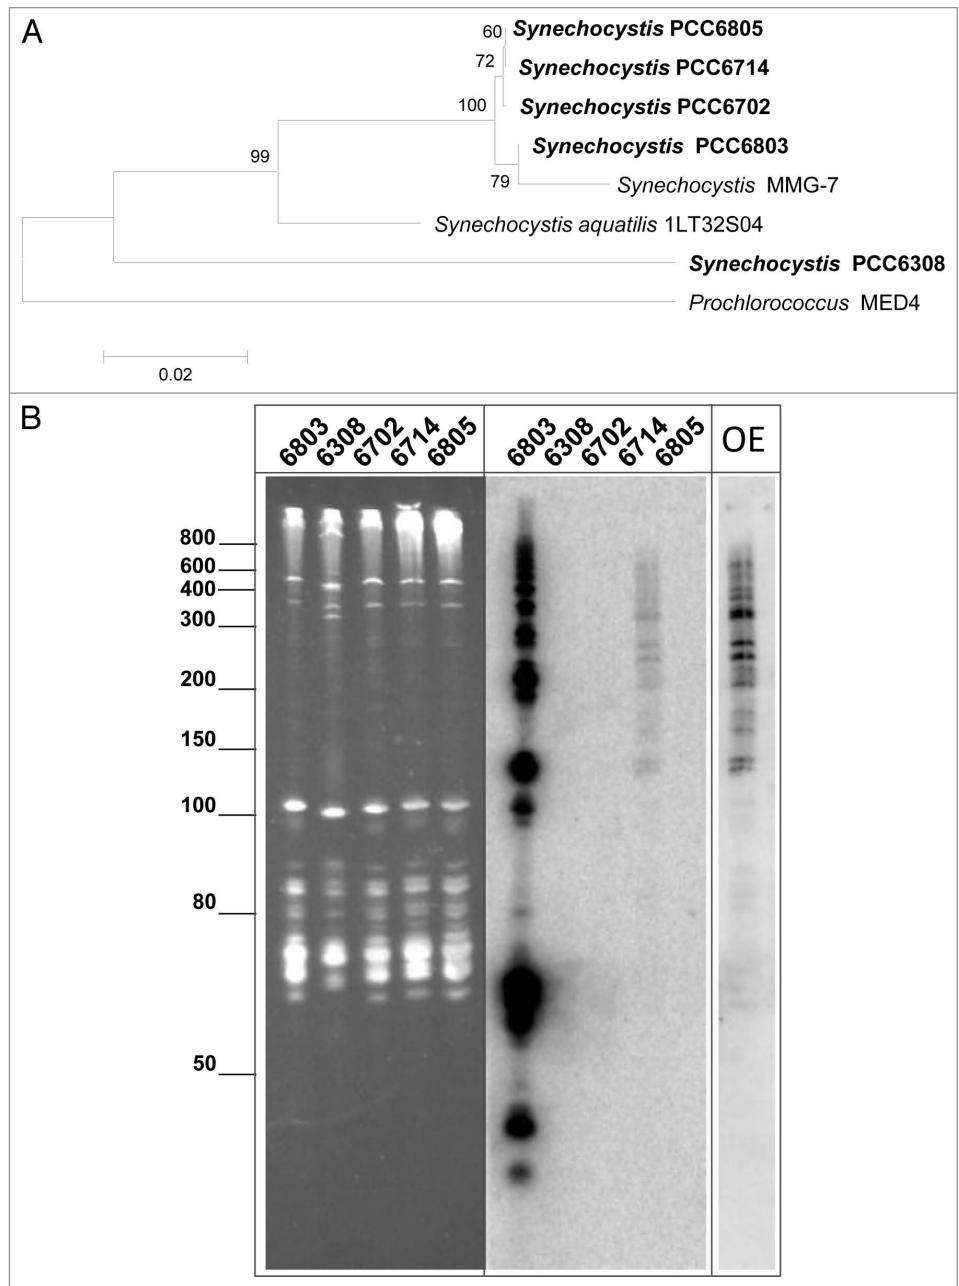 A
60
Synechocystis PCC6805
72
Synechocystis PCC6714
100
Synechocystis PCC6702
Synechocystis PCC6803
99
79
Synechocystis MMG-7
Synechocystis aquatilis 1LT32S04
Synechocystis PCC6308
Prochlorococcus MED4
0.02
B
6803 6308 6702 6714 6805 6803 6308 6702 6714 6805 OE
800
600
400
300
200
150
100
80
50